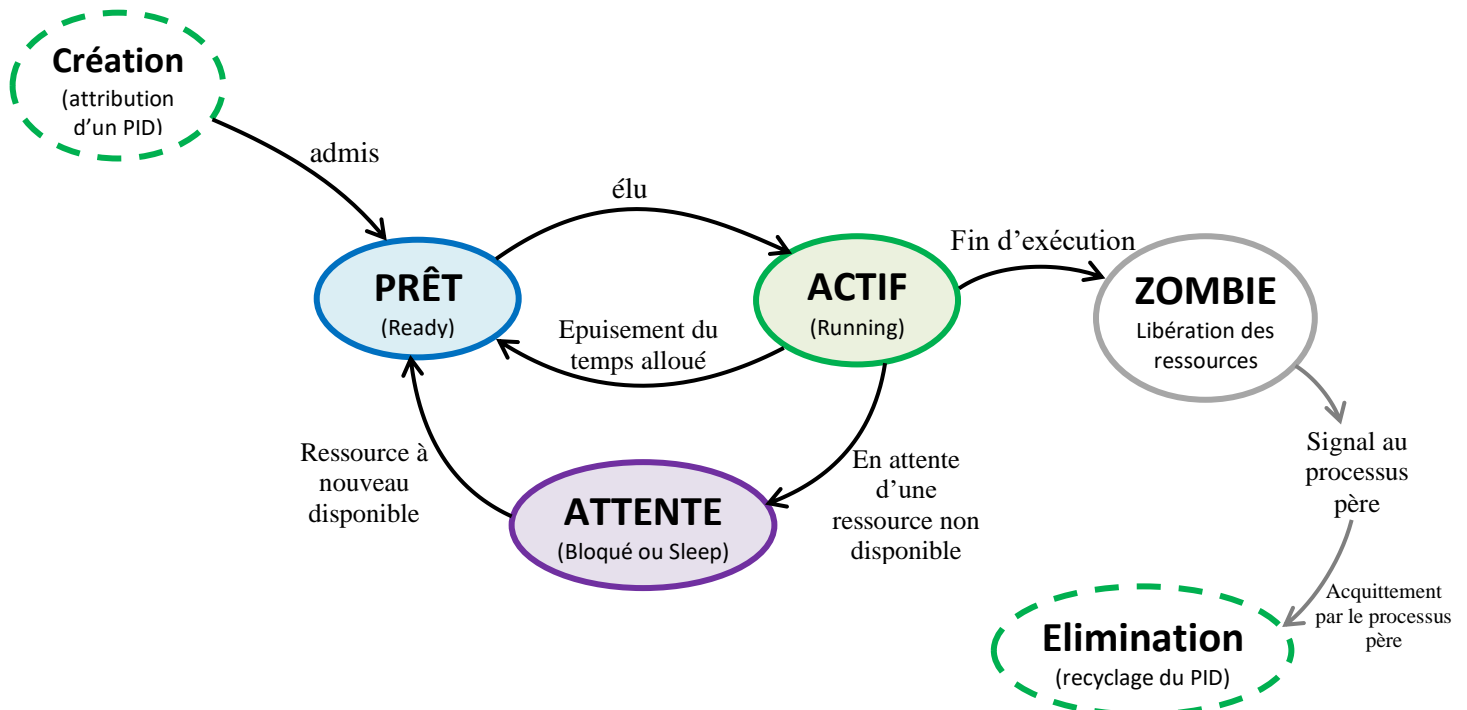 Création
(attribution
d’un PID)
admis
élu
Fin d’exécution
PRÊT
(Ready)
ACTIF
(Running)
ZOMBIE
Libération des
ressources
Epuisement du
temps alloué
Ressource à
nouveau
disponible
ATTENTE
(Bloqué ou Sleep)
En attente
d’une
ressource non
disponible
Signal au
processus
père
Acquittement
par le processus
père
Elimination
(recyclage du PID)